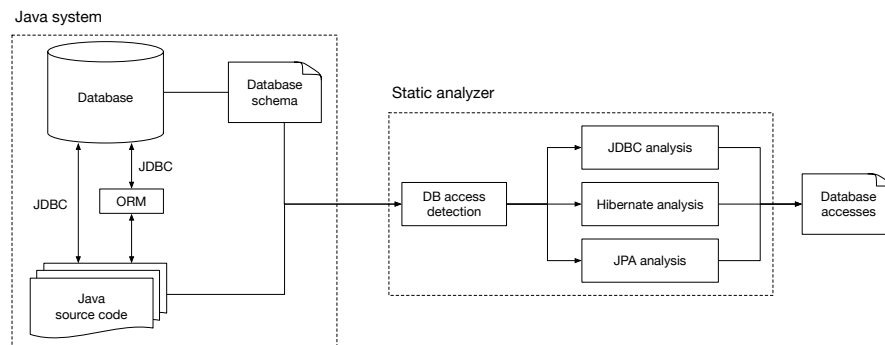 Java system
Database
Database
schema
JDBC
JDBC
ORM
Java
source code
Static analyzer
DB access
detection
JDBC analysis
Hibernate analysis
JPA analysis
Database
accesses